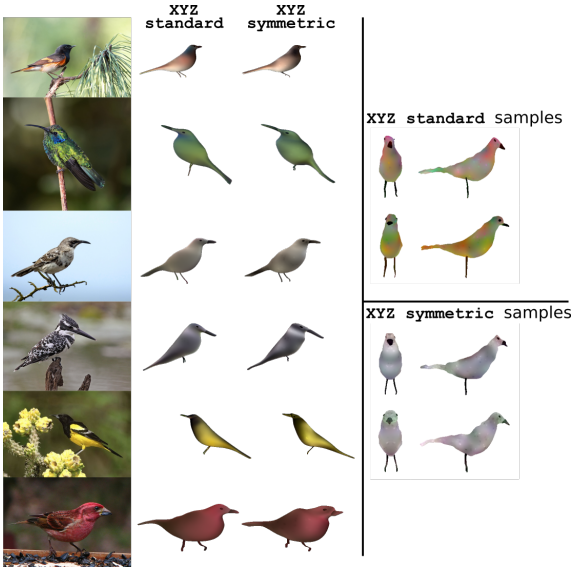 XYZ
standard
XYZ
symmetric
XYZ standard samples
XYZ symmetric samples